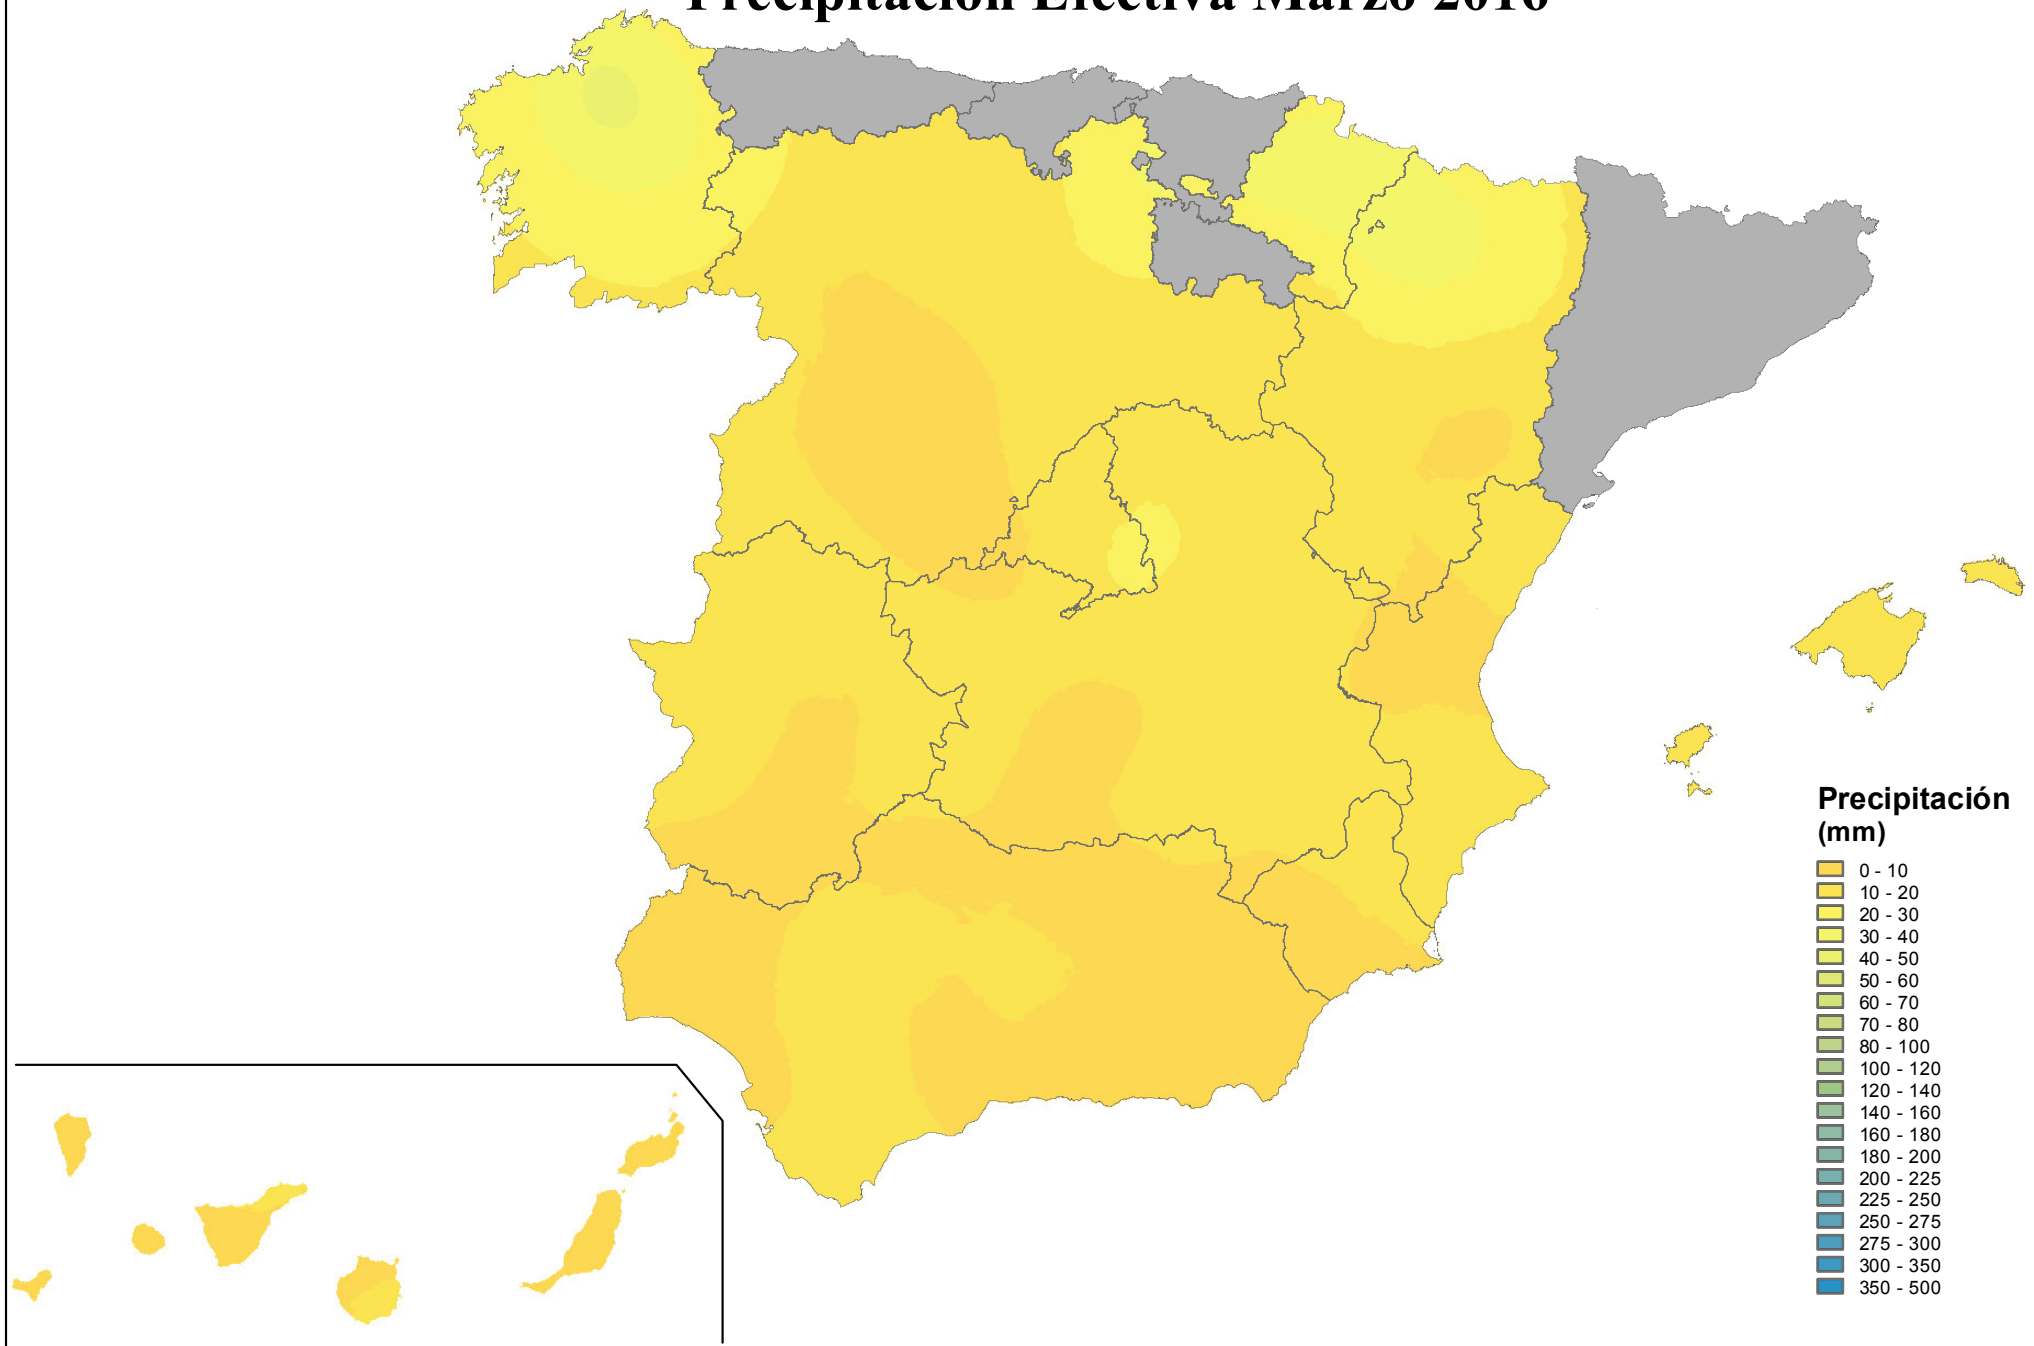 Precipitación Efectiva Marzo 2016
Precipitación
(mm)
0 - 10
10 - 20
20 - 30
30 - 40
40 - 50
50 - 60
60 - 70
70 - 80
80 - 100
100 - 120
120 - 140
140 - 160
160 - 180
180 - 200
200 - 225
225 - 250
250 - 275
275 - 300
300 - 350
350 - 500